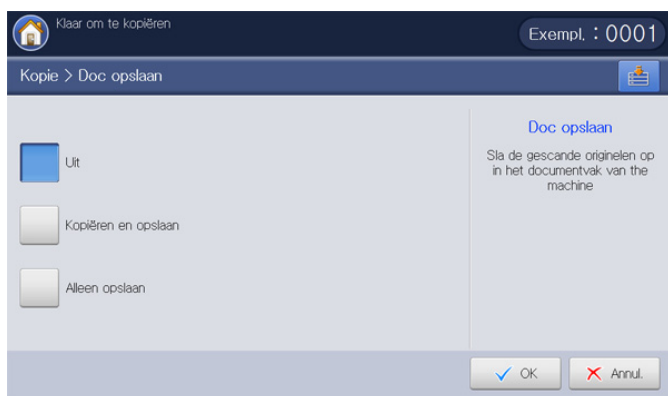 Klaar om te kopiëren
Exempl. : 0001
Kopie > Doc opslaan
Uit
Kopiëren en opslaan
Alleen opslaan
Doc opslaan
Sla de gescande originelen op
in het documentvak van the
machine
OK
Annul.